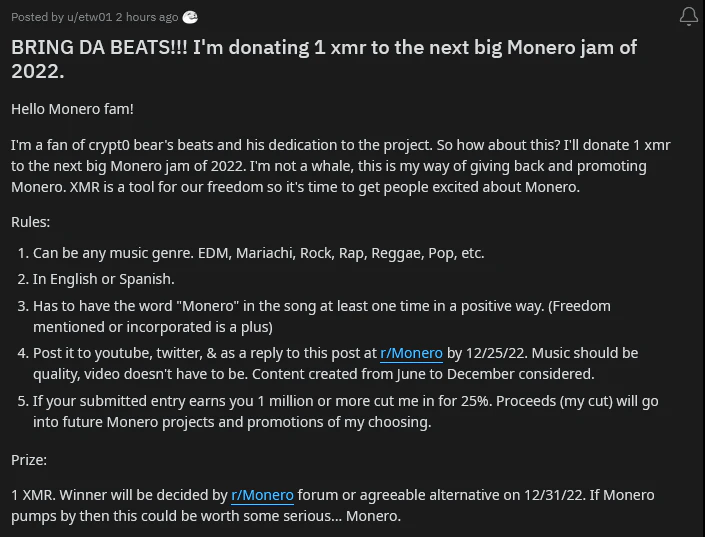 Posted by u/etw01 2 hours ago
BRING DA BEATS!!! I'm donating 1 xmr to the next big Monero jam of
2022.
Hello Monero fam!
I'm a fan of crypt0 bear's beats and his dedication to the project. So how about this? I'll donate 1 xmr
to the next big Monero jam of 2022. I'm not a whale, this is my way of giving back and promoting
Monero. XMR is a tool for our freedom so it's time to get people excited about Monero.
Rules:
1. Can be any music genre. EDM, Mariachi, Rock, Rap, Reggae, Pop, etc.
2. In English or Spanish.
3. Has to have the word "Monero" in the song at least one time in a positive way. (Freedom
mentioned or incorporated is a plus)
4. Post it to youtube, twitter, & as a reply to this post at r/Monero by 12/25/22. Music should be
quality, video doesn't have to be. Content created from June to December considered.
5. If your submitted entry earns you 1 million or more cut me in for 25%. Proceeds (my cut) will go
into future Monero projects and promotions of my choosing.
Prize:
1 XMR. Winner will be decided by r/Monero forum or agreeable alternative on 12/31/22. If Monero
pumps by then this could be worth some serious... Monero.